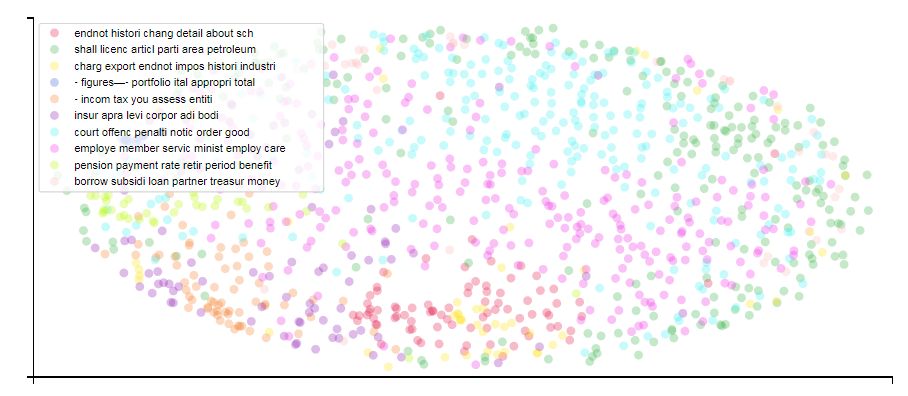 endnot histori chang detail about sch
shall licenc articl parti area petroleum
charg export endnot impos histori industri
- figures—- portfolio ital appropri total
- incom tax you assess entiti
insur apra levi corpor adi bodi
court offenc penalti notic order good
employe member servic minist employ care
pension payment rate retir period benefit
borrow subsidi loan partner treasur money